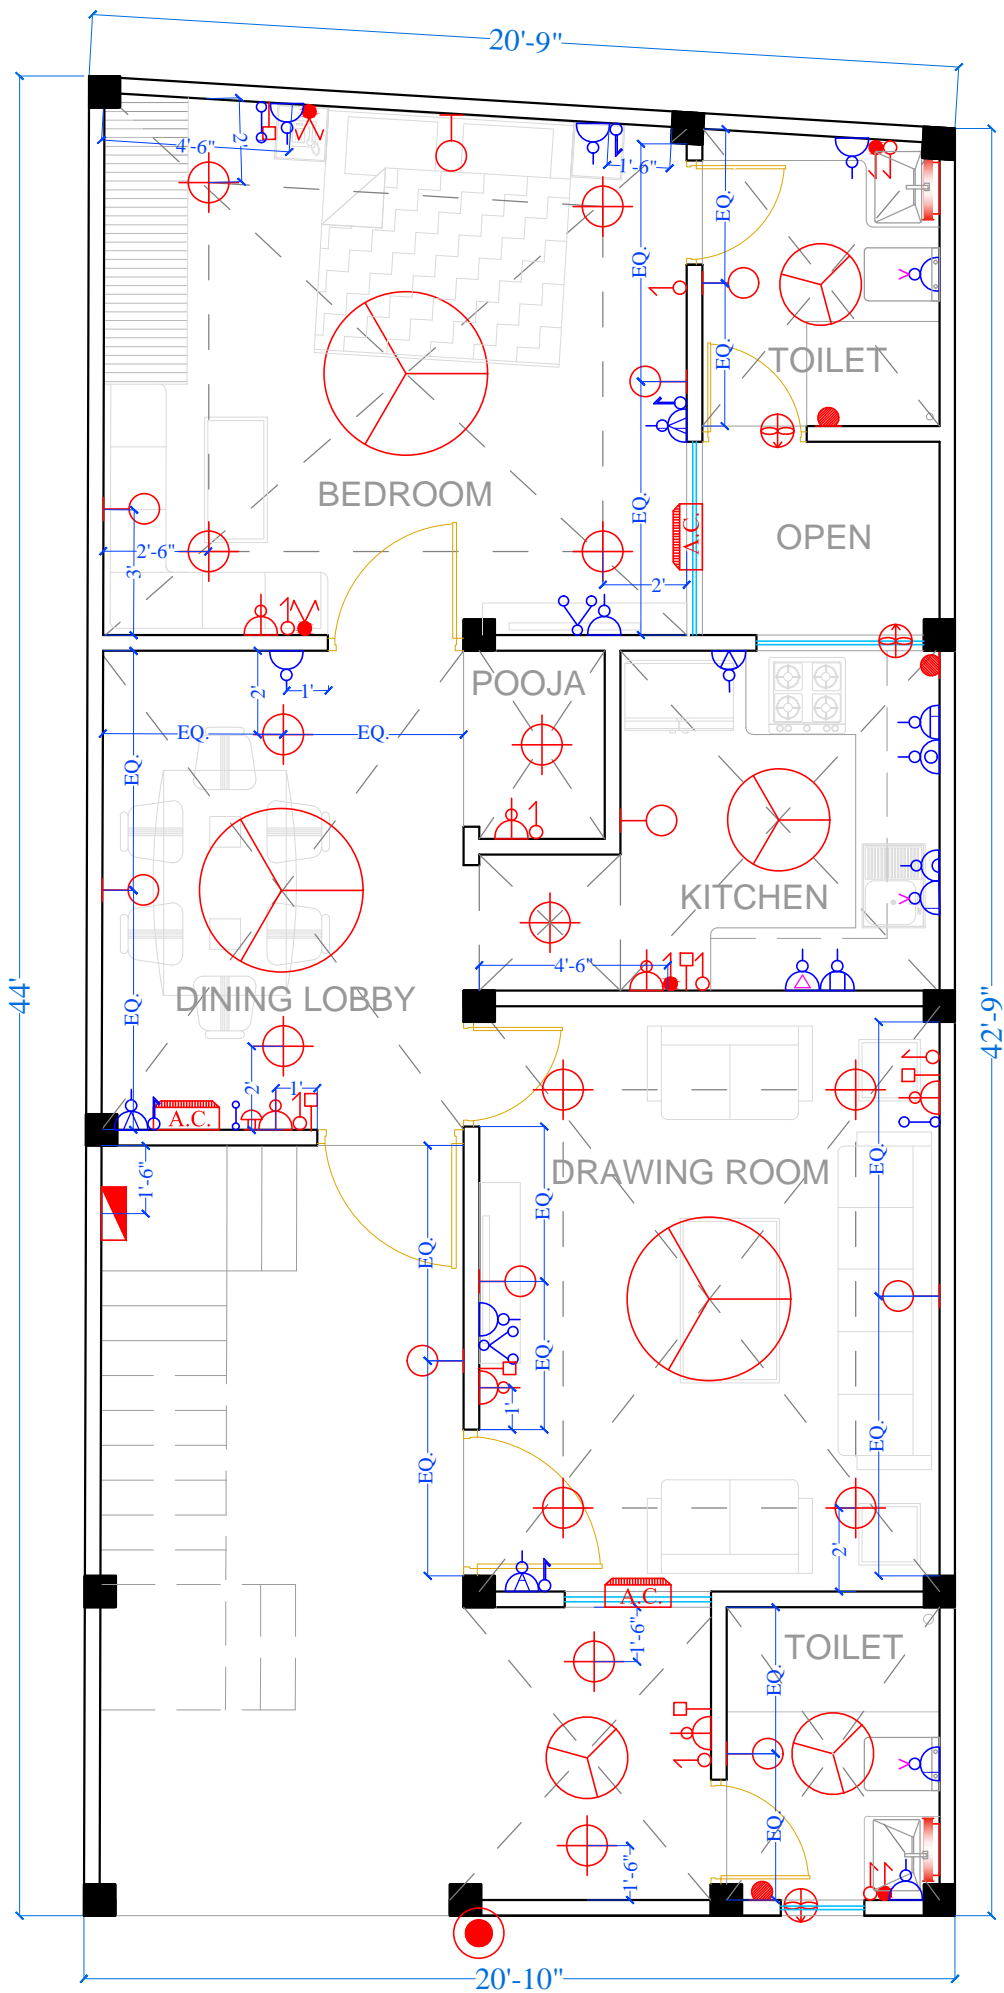 20'-9"
2'
4'-6"
1'-6"
EQ.
EQ.
TOILET
EQ.
BEDROOM
EQ.
A.C.
OPEN
2'-6"
3'
2'
POOJA
2'
1'
EQ.
EQ.
EQ.
KITCHEN
4'-6"
DINING LOBBY
44'
EQ.
42'-9"
2'
1'
A.C.
1'-6"
DRAWING ROOM
EQ.
EQ.
EQ.
EQ.
1'
EQ.
EQ.
2'
A.C.
1'-6"
TOILET
EQ.
EQ.
1'-6"
20'-10"